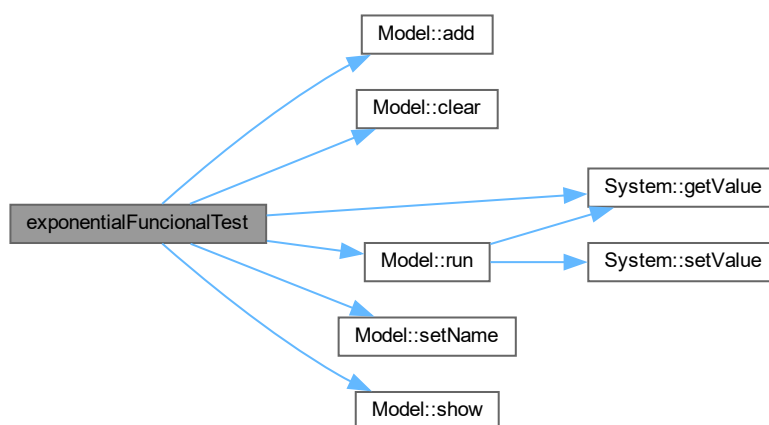 Model::add
Model::clear
System::getValue
exponentialFuncionalTest
Model::run
System::setValue
Model::setName
Model::show